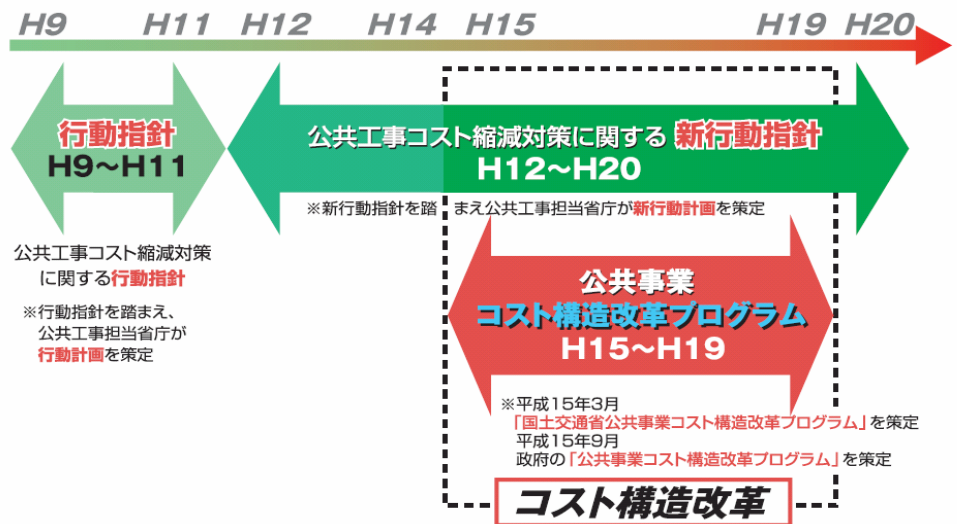 H9 H11 H12 H14 H15 H19 H20
行動指針
H9～H11
公共工事コスト縮減対策に関する 新行動指針
H12～H20
※新行動指針を踏まえ公共工事担当省庁が新行動計画を策定
公共工事コスト縮減対策
に関する行動指針
※行動指針を踏まえ、
公共工事担当省庁が
行動計画を策定
公共事業
コスト構造改革プログラム
H15～H19
※平成15年3月
「国土交通省公共事業コスト構造改革プログラム」を策定
平成15年9月
政府の「公共事業コスト構造改革プログラム」を策定
コスト構造改革